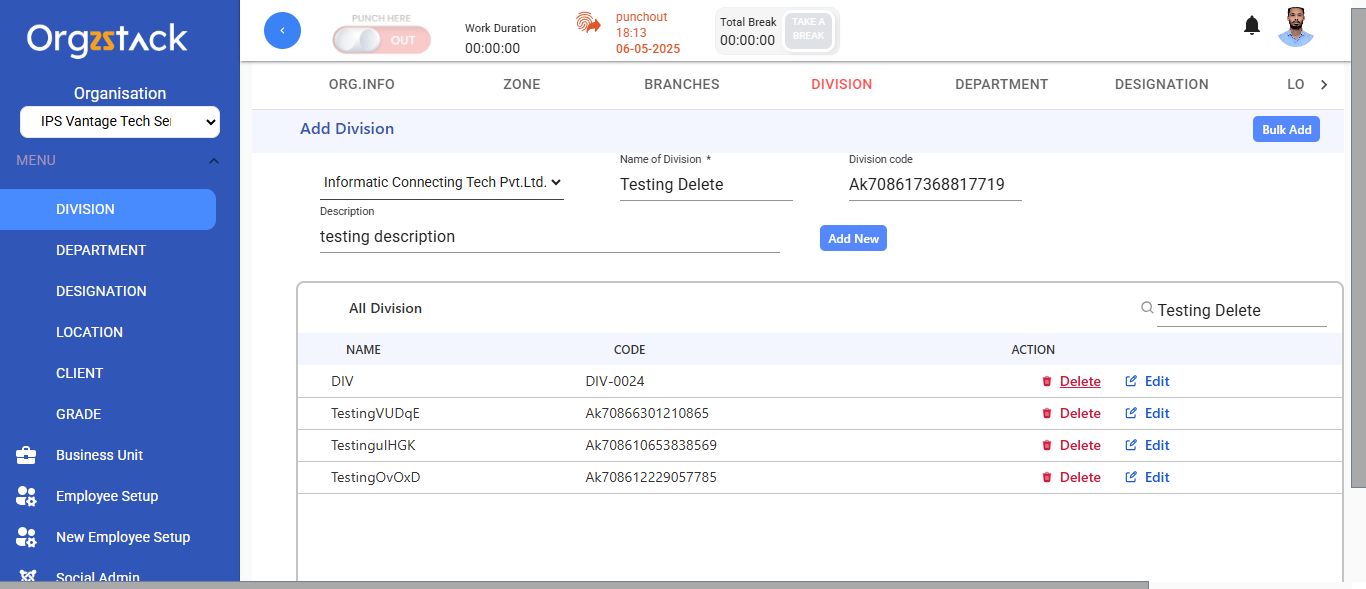 Orgzstack
Organisation
IPS Vantage Tech Ser
MENU
DIVISION
DEPARTMENT
DESIGNATION
LOCATION
CLIENT
GRADE
Business Unit
Employee Setup
New Employee Setup
Social Admin
PUNCH HERE
OUT
Work Duration
00:00:00
punchout
18:13
06-05-2025
Total Break
00:00:00
TAKE A
BREAK
ORG.INFO ZONE BRANCHES DIVISION DEPARTMENT DESIGNATION LO
Add Division
Bulk Add
Name of Division *
Division code
Informatic Connecting Tech Pvt.Ltd.
Testing Delete
Ak708617368817719
Description
testing description
Add New
All Division
Testing Delete
NAME CODE ACTION
DIV DIV-0024 Delete Edit
TestingVUDqE Ak70866301210865 Delete Edit
TestinguIHGK Ak708610653838569 Delete Edit
TestingOvOxD Ak708612229057785 Delete Edit